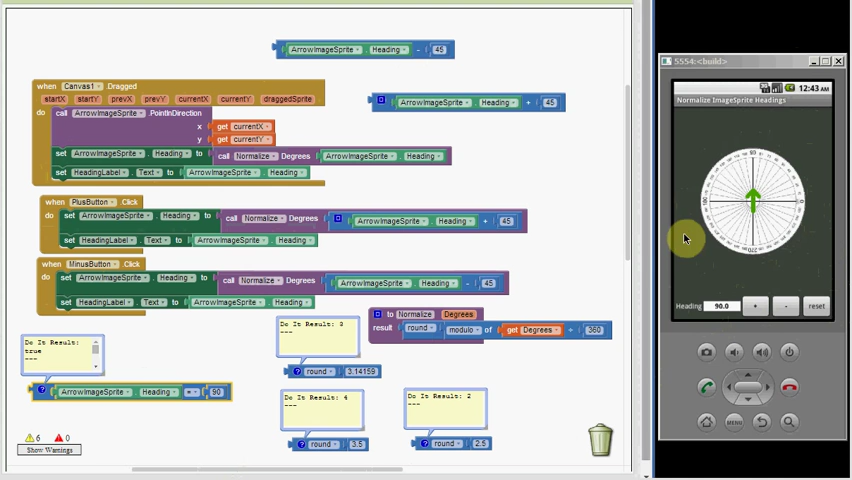 ArrowImageSprite . Heading - 45
when Canvas1 .Dragged
startX startY prevX prevY currentX currentY draggedSprite
ArrowImageSprite . Heading + 45
do call ArrowImageSprite .PointInDirection
x get currentX
y get currentY
set ArrowImageSprite . Heading to call Normalize Degrees ArrowImageSprite . Heading
set HeadingLabel . Text to ArrowImageSprite . Heading
when PlusButton .Click
do set ArrowImageSprite . Heading to call Normalize Degrees ArrowImageSprite . Heading + 45
set HeadingLabel . Text to ArrowImageSprite . Heading
when MinusButton .Click
do set ArrowImageSprite . Heading to call Normalize Degrees ArrowImageSprite . Heading - 45
set HeadingLabel . Text to ArrowImageSprite . Heading
to Normalize Degrees
result round modulo of get Degrees ÷ 360
Do It Result: 3
---
? round 3.14159
Do It Result:
true
---
? ArrowImageSprite . Heading = 90
Do It Result: 4
---
? round 3.5
Do It Result: 2
---
? round 2.5
6 0
Show Warnings
5554:<build>
12:43 AM
Normalize ImageSprite Headings
90
180
0
270
Heading 90.0 + - reset
MENU